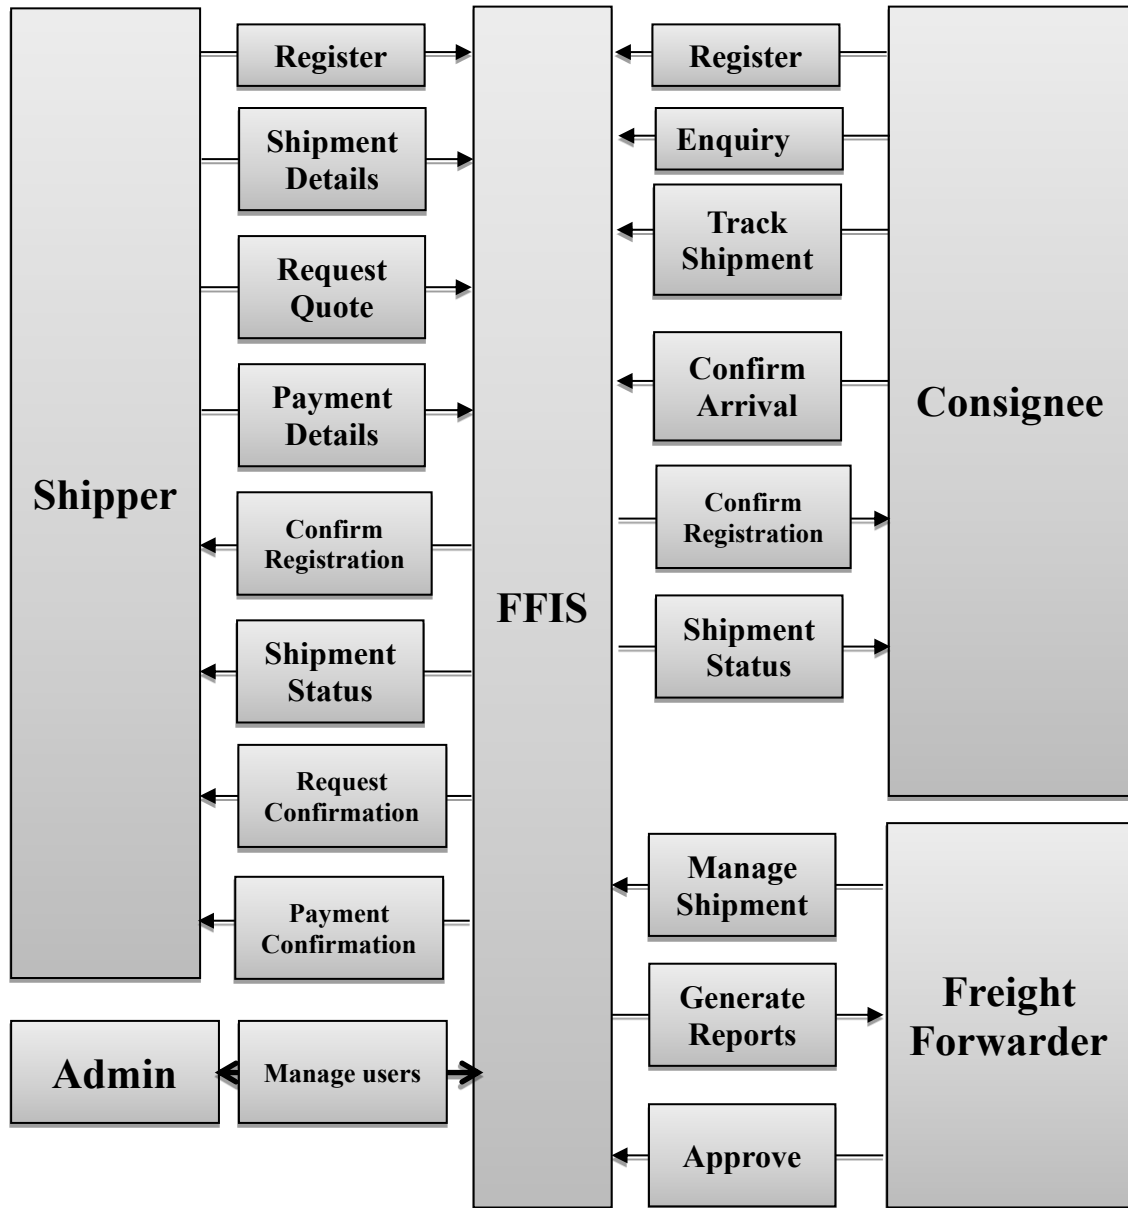 Shipper
Register
Shipment
Details
Request
Quote
Payment
Details
Confirm
Registration
Shipment
Status
Request
Confirmation
Payment
Confirmation
Admin
Manage users
FFIS
Register
Enquiry
Track
Shipment
Confirm
Arrival
Confirm
Registration
Shipment
Status
Consignee
Manage
Shipment
Generate
Reports
Approve
Freight
Forwarder